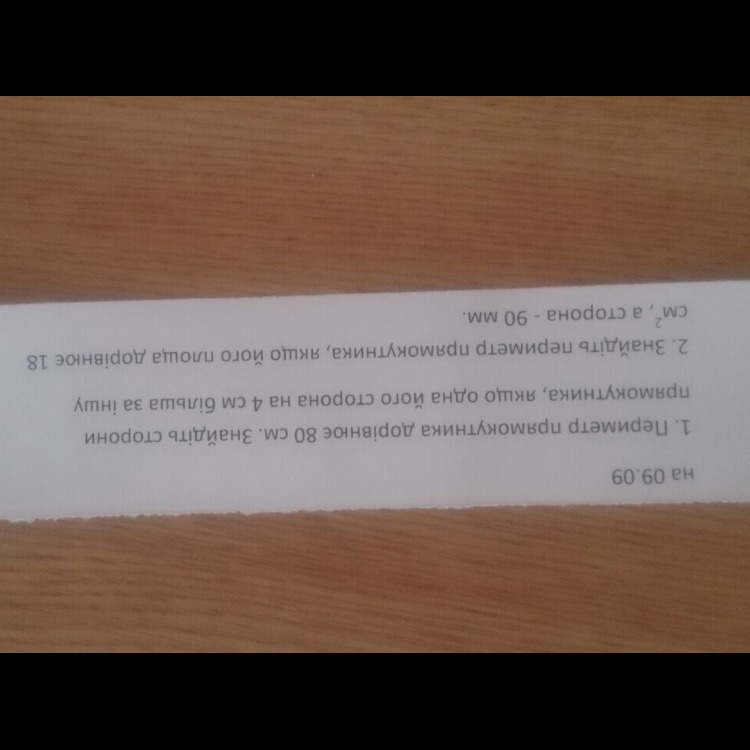 на 09.09
1. Периметр прямокутника дорівнює 80 см. Знайдіть сторони
прямокутника, якщо одна його сторона на 4 см більша за іншу
2. Знайдіть периметр прямокутника, якщо його площа дорівнює 18
см², а сторона - 90 мм.